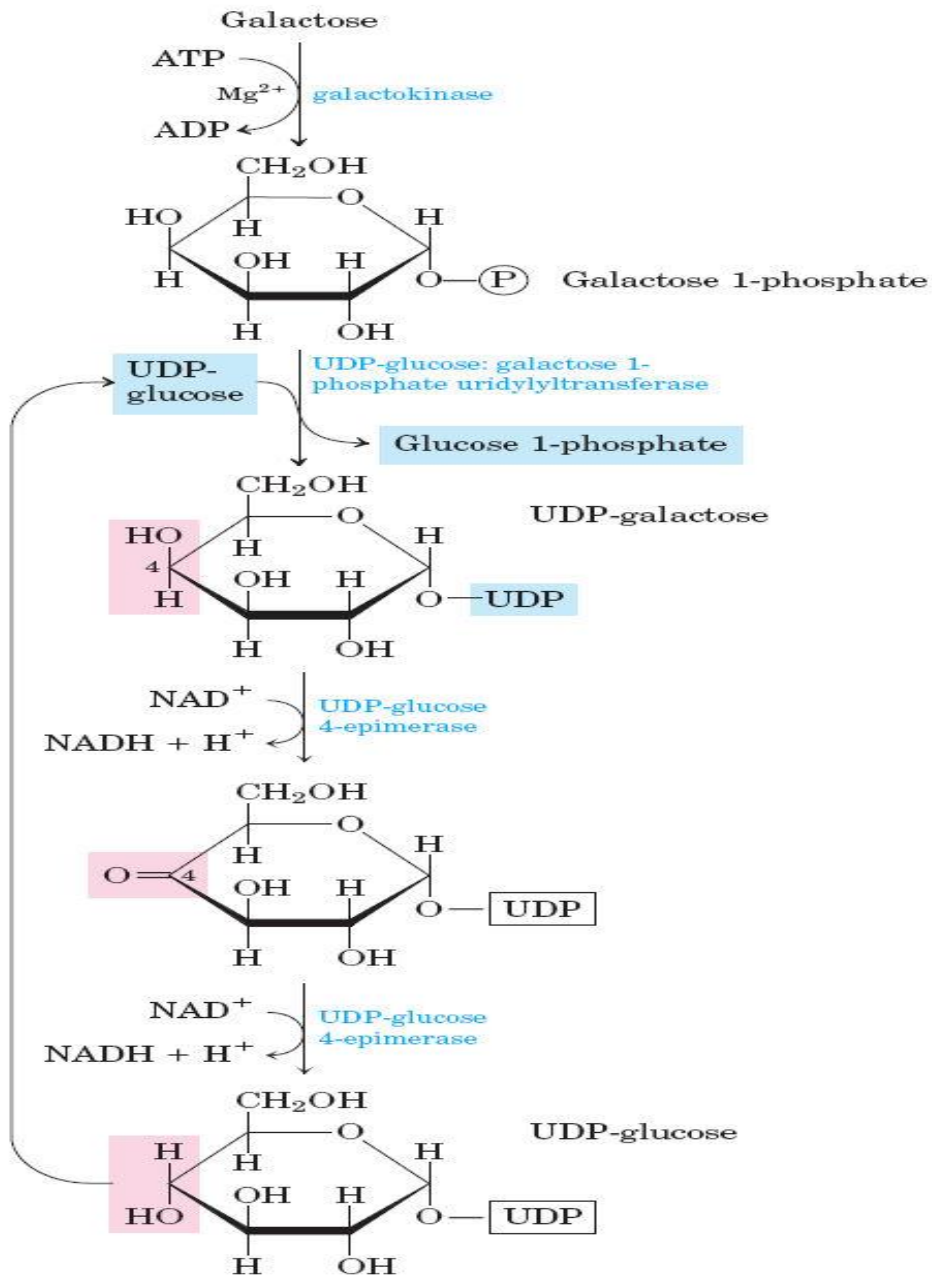 Galactose
ATP
Mg²⁺
galactokinase
ADP
CH₂OH
HO
O
H
H
OH
H
H
O
P
Galactose 1-phosphate
H
OH
UDP-
glucose
UDP-glucose: galactose 1-
phosphate uridylyltransferase
Glucose 1-phosphate
CH₂OH
UDP-galactose
HO
O
H
4
H
OH
H
H
O
UDP
H
OH
NAD⁺
UDP-glucose
4-epimerase
NADH + H⁺
CH₂OH
O
H
H
O
4
OH
H
O
UDP
H
OH
NAD⁺
UDP-glucose
4-epimerase
NADH + H⁺
CH₂OH
O
UDP-glucose
H
H
H
HO
OH
H
O
UDP
H
OH